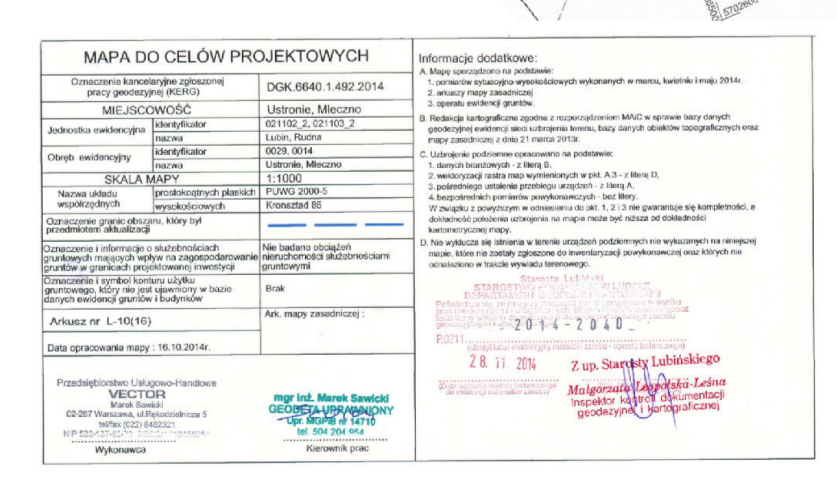 5702600
MAPA DO CELÓW PROJEKTOWYCH
Oznaczenie kancelaryjne zgłoszonej
pracy geodezyjnej (KERG)
DGK.6640.1.492.2014
MIEJSCOWOŚĆ
Ustronie, Mleczno
Jednostka ewidencyjna
identyfikator
021102_2, 021103_2
nazwa
Lubin, Rudna
Obręb ewidencyjny
identyfikator
0029, 0014
nazwa
Ustronie, Mleczno
SKALA MAPY
1:1000
Nazwa układu
współrzędnych
prostokątnych płaskich
PUWG 2000-5
wysokościowych
Kronsztad 86
Oznaczenie granic obszaru, który był
przedmiotem aktualizacji
Oznaczenie i informacje o służebnościach
gruntowych mających wpływ na zagospodarowanie
gruntów w granicach projektowanej inwestycji
Nie badano obciążeń
nieruchomości służebnościami
gruntowymi
Oznaczenie i symbol konturu użytku
gruntowego, który nie jest ujawniony w bazie
danych ewidencji gruntów i budynków
Brak
Arkusz nr L-10(16)
Ark. mapy zasadniczej :
Data opracowania mapy : 16.10.2014r.
Przedsiębiorstwo Usługowo-Handlowe
VECTOR
Marek Sawicki
02-267 Warszawa, ul.Rękodzielnicza 5
tel/fax (022) 6462321
NIP
Wykonawca
mgr inż. Marek Sawicki
GEODETA UPRAWNIONY
Upr. MGPiB nr 14710
tel. 504 204 954
Kierownik prac
Informacje dodatkowe:
A. Mapę sporządzono na podstawie:
1. pomiarów sytuacyjno-wysokościowych wykonanych w marcu, kwietniu i maju 2014r.
2. arkuszy mapy zasadniczej
3. operatu ewidencji gruntów.
B. Redakcja kartograficzna zgodna z rozporządzeniem MAiC w sprawie bazy danych
geodezyjnej ewidencji sieci uzbrojenia terenu, bazy danych obiektów topograficznych oraz
mapy zasadniczej z dnia 21 marca 2013r.
C. Uzbrojenie podziemne opracowano na podstawie:
1. danych branżowych - z literą B,
2. wektoryzacji rastra map wymienionych w pkt. A.3 - z literą D,
3. pośredniego ustalenia przebiegu urządzeń - z literą A,
4. bezpośrednich pomiarów powykonawczych - bez litery.
W związku z powyższym w odniesieniu do pkt. 1, 2 i 3 nie gwarantuje się kompletności, a
dokładność położenia uzbrojenia na mapie może być niższa od dokładności
kartometrycznej mapy.
D. Nie wyklucza się istnienia w terenie urządzeń podziemnych nie wykazanych na niniejszej
mapie, które nie zostały zgłoszone do inwentaryzacji powykonawczej oraz których nie
odnaleziono w trakcie wywiadu terenowego.
Starosta Lubiński
STAROSTWO POWIATOWE W LUBINIE
2014-2040
P.0211.
28. 11 2014
Z up. Starosty Lubińskiego
Małgorzata Leopolska-Leśna
Inspektor kontroli dokumentacji
geodezyjnej i kartograficznej